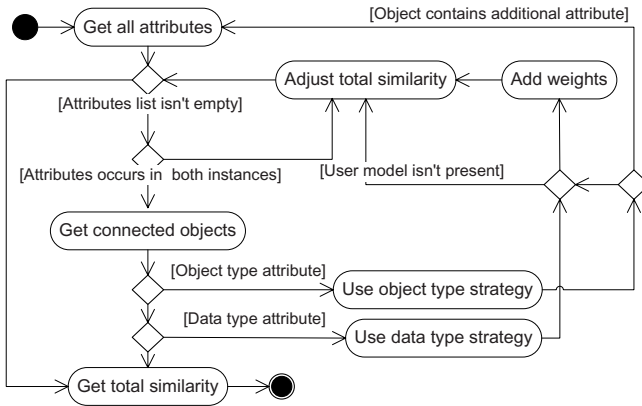 [Object contains additional attribute]
Get all attributes
Adjust total similarity
Add weights
[Attributes list isn't empty]
[Attributes occurs in both instances]
[User model isn't present]
Get connected objects
[Object type attribute]
Use object type strategy
[Data type attribute]
Use data type strategy
Get total similarity